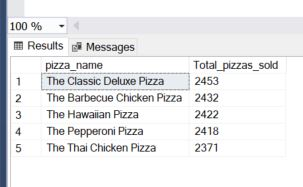 100 %
Results Messages
pizza_name Total_pizzas_sold
1 The Classic Deluxe Pizza 2453
2 The Barbecue Chicken Pizza 2432
3 The Hawaiian Pizza 2422
4 The Pepperoni Pizza 2418
5 The Thai Chicken Pizza 2371